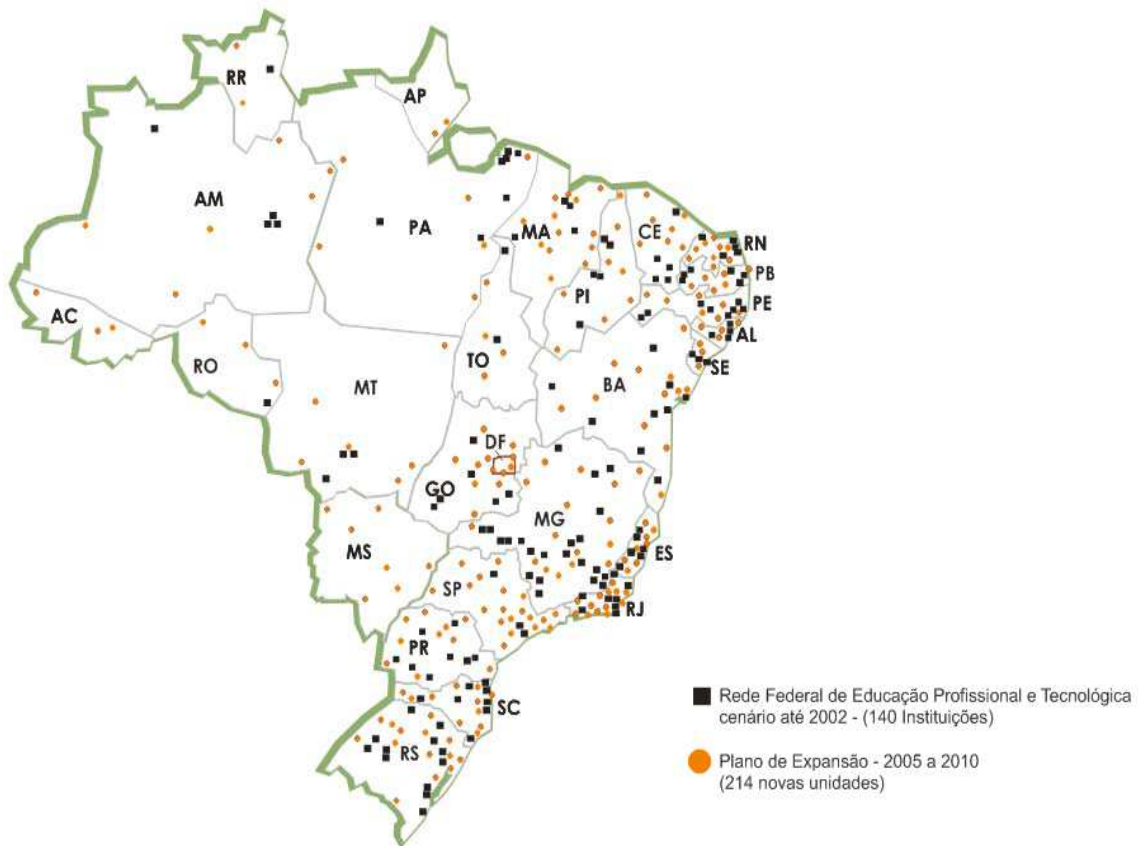 RR
AP
AM
PA
MA
CE
RN
PB
PI
PE
AC
AL
TO
SE
RO
BA
MT
DF
GO
MG
MS
ES
SP
RJ
PR
SC
RS
Rede Federal de Educação Profissional e Tecnológica
cenário até 2002 - (140 Instituições)
Plano de Expansão - 2005 a 2010
(214 novas unidades)